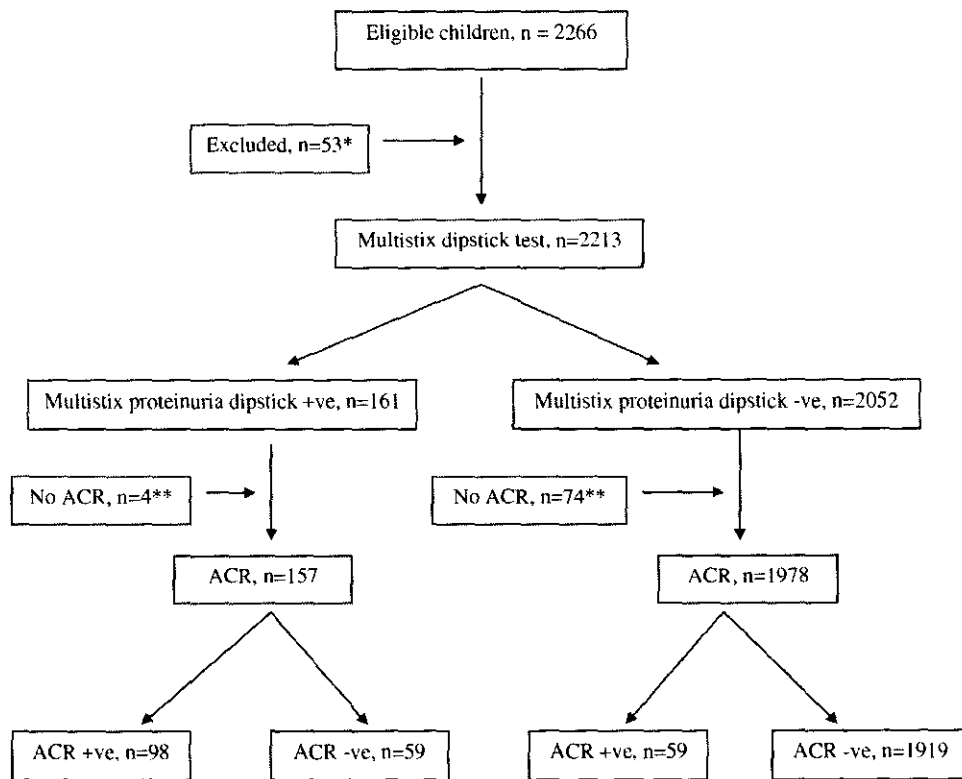 Eligible children, n = 2266
Excluded, n=53*
Multistix dipstick test, n=2213
Multistix proteinuria dipstick +ve, n=161
Multistix proteinuria dipstick -ve, n=2052
No ACR, n=4**
No ACR, n=74**
ACR, n=157
ACR, n=1978
ACR +ve, n=98
ACR -ve, n=59
ACR +ve, n=59
ACR -ve, n=1919